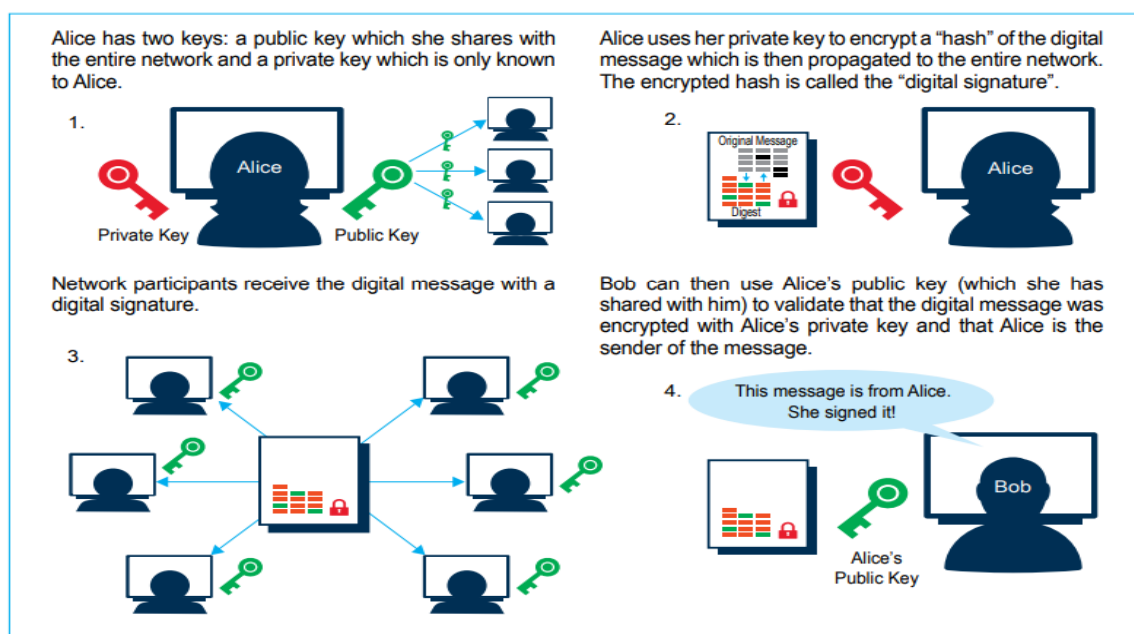 Alice has two keys: a public key which she shares with
the entire network and a private key which is only known
to Alice.
1.
Alice
Private Key
Public Key
Alice uses her private key to encrypt a “hash” of the digital
message which is then propagated to the entire network.
The encrypted hash is called the “digital signature”.
2.
Original Message
Digest
Alice
Network participants receive the digital message with a
digital signature.
3.
Bob can then use Alice’s public key (which she has
shared with him) to validate that the digital message was
encrypted with Alice’s private key and that Alice is the
sender of the message.
4.
This message is from Alice.
She signed it!
Bob
Alice’s
Public Key